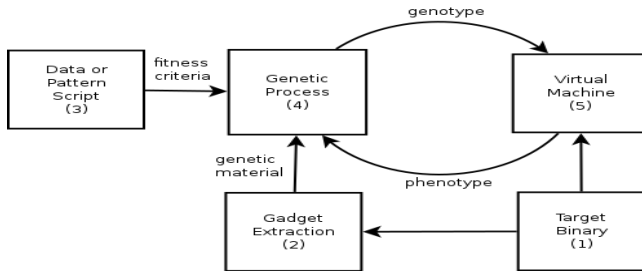 genotype
Data or
Pattern
Script
(3)
fitness
criteria
Genetic
Process
(4)
Virtual
Machine
(5)
genetic
material
phenotype
Gadget
Extraction
(2)
Target
Binary
(1)